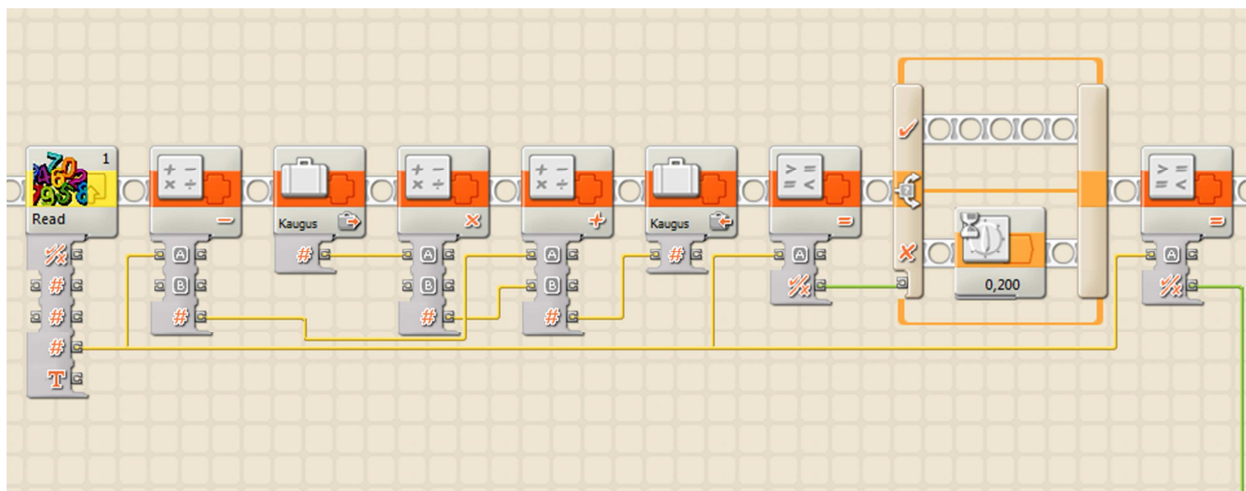 1
Read
Kaugus
Kaugus
0,200
# A # A A # A A
# B B B
# # # #
#
T